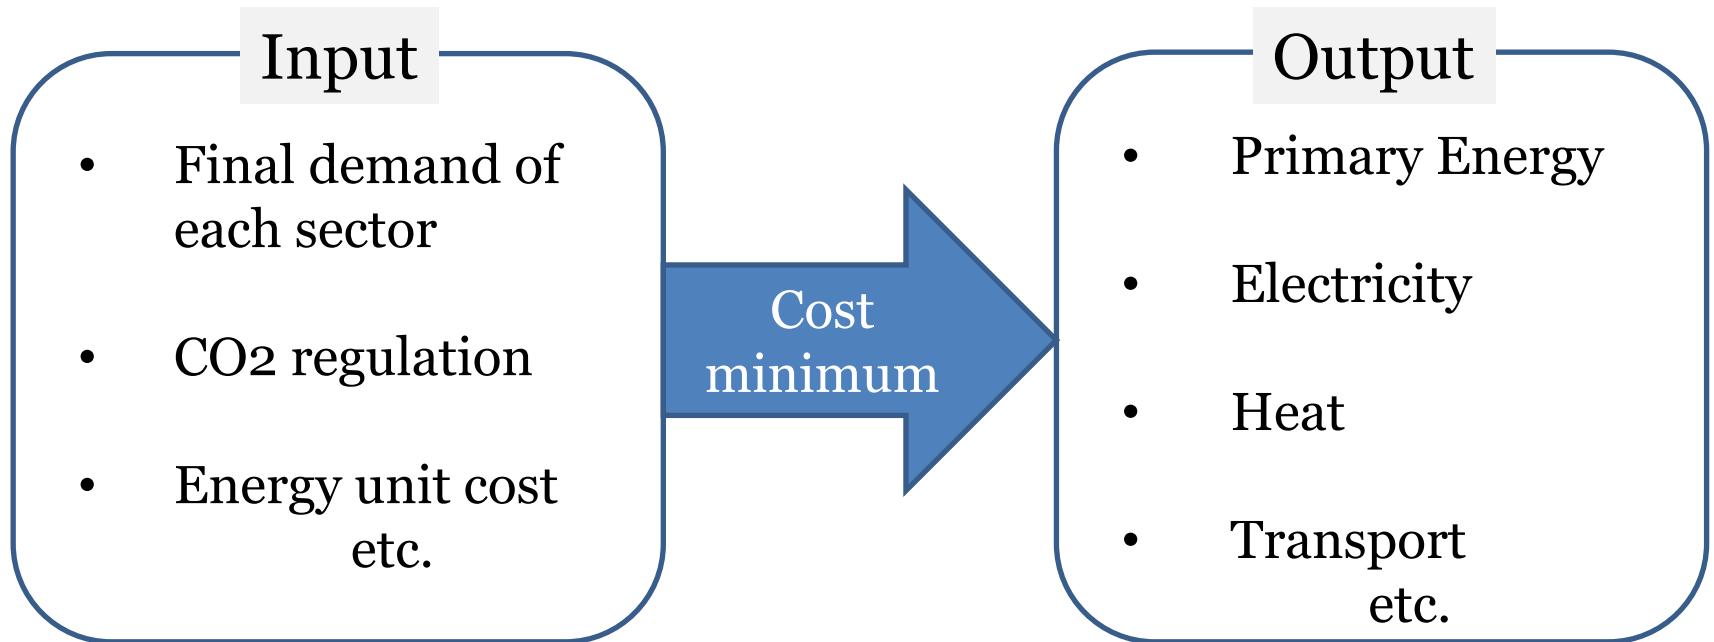 Input
• Final demand of
each sector
• CO2 regulation
• Energy unit cost
etc.
Cost
minimum
Output
• Primary Energy
• Electricity
• Heat
• Transport
etc.